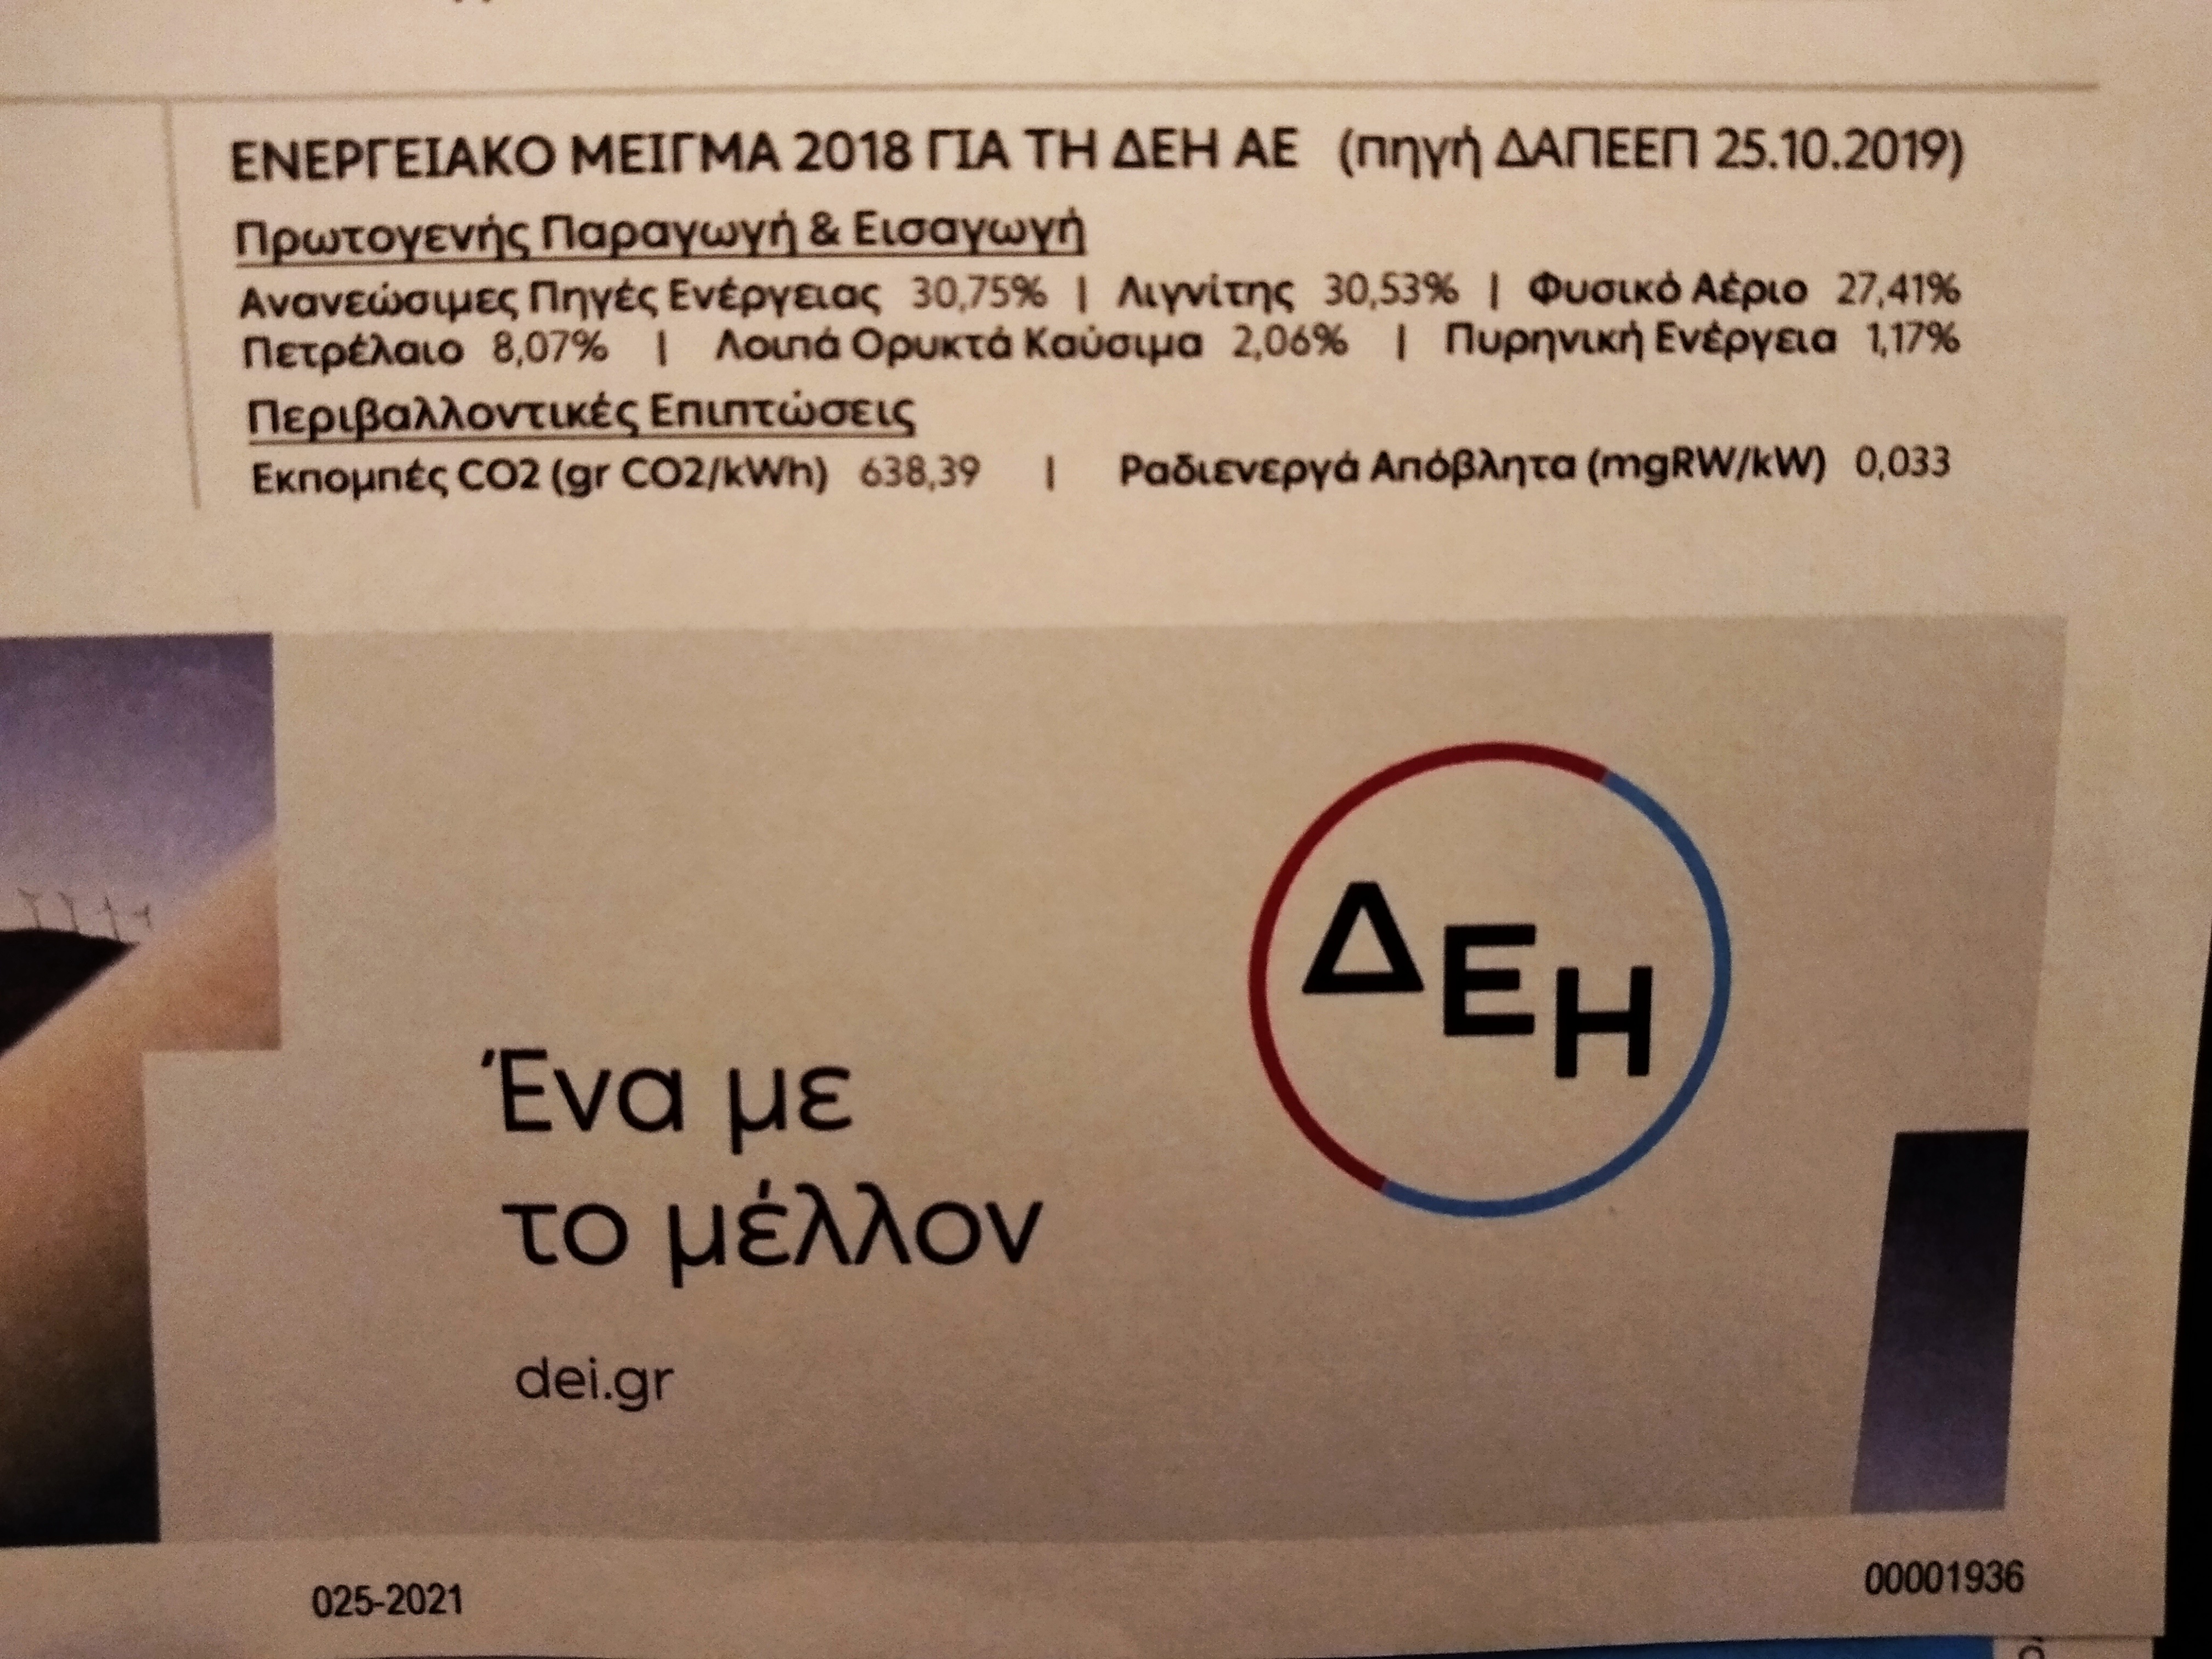 ΕΝΕΡΓΕΙΑΚΟ ΜΕΙΓΜΑ 2018 ΓΙΑ ΤΗ ΔΕΗ ΑΕ (πηγή ΔΑΠΕΕΠ 25.10.2019)
Πρωτογενής Παραγωγή & Εισαγωγή
Ανανεώσιμες Πηγές Ενέργειας 30,75% | Λιγνίτης 30,53% | Φυσικό Αέριο 27,41%
Πετρέλαιο 8,07% | Λοιπά Ορυκτά Καύσιμα 2,06% | Πυρηνική Ενέργεια 1,17%
Περιβαλλοντικές Επιπτώσεις
Εκπομπές CO2 (gr CO2/kWh) 638,39 | Ραδιενεργά Απόβλητα (mgRW/kW) 0,033
ΔΕΗ
Ένα με
το μέλλον
dei.gr
025-2021
00001936